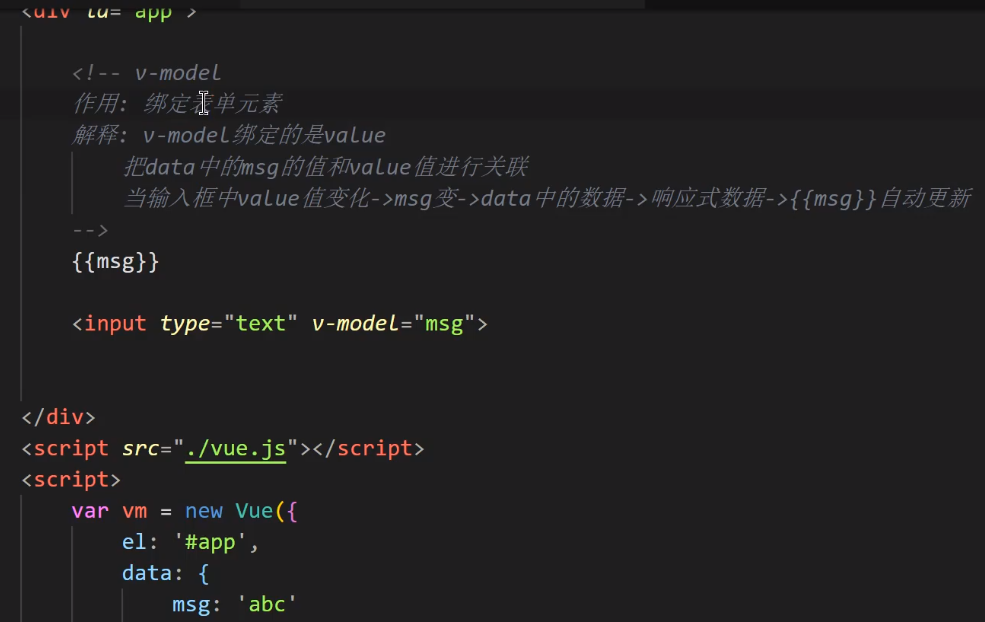 <div id="app">
<!-- v-model
作用: 绑定表单元素
解释: v-model绑定的是value
把data中的msg的值和value值进行关联
当输入框中value值变化->msg变->data中的数据->响应式数据->{{msg}}自动更新
-->
{{msg}}
<input type="text" v-model="msg">
</div>
<script src="./vue.js"></script>
<script>
var vm = new Vue({
el: '#app',
data: {
msg: 'abc'